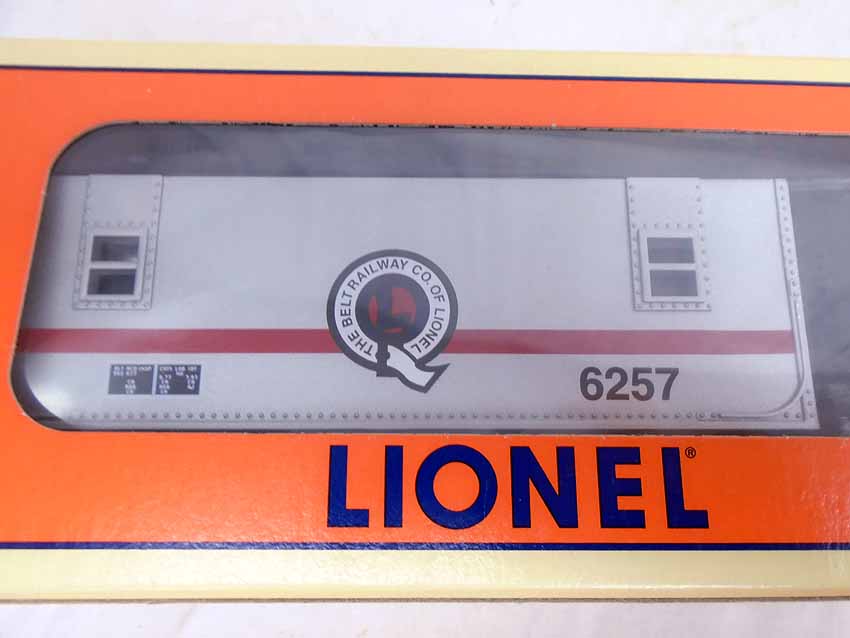 THE BELT RAILWAY CO. OF LIONEL
L
6257
LIONEL®